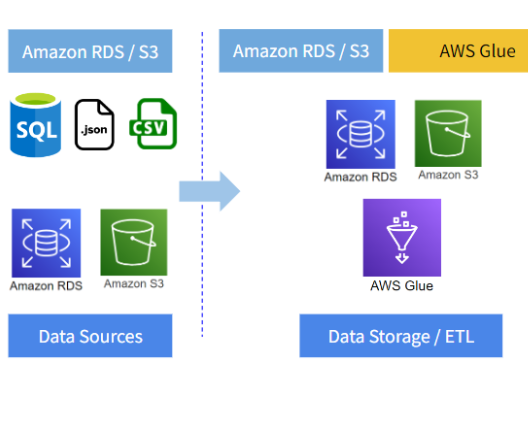 Amazon RDS / S3
SQL
.json
CSV
Amazon RDS
Amazon S3
Data Sources
Amazon RDS / S3
AWS Glue
Amazon RDS
Amazon S3
AWS Glue
Data Storage / ETL